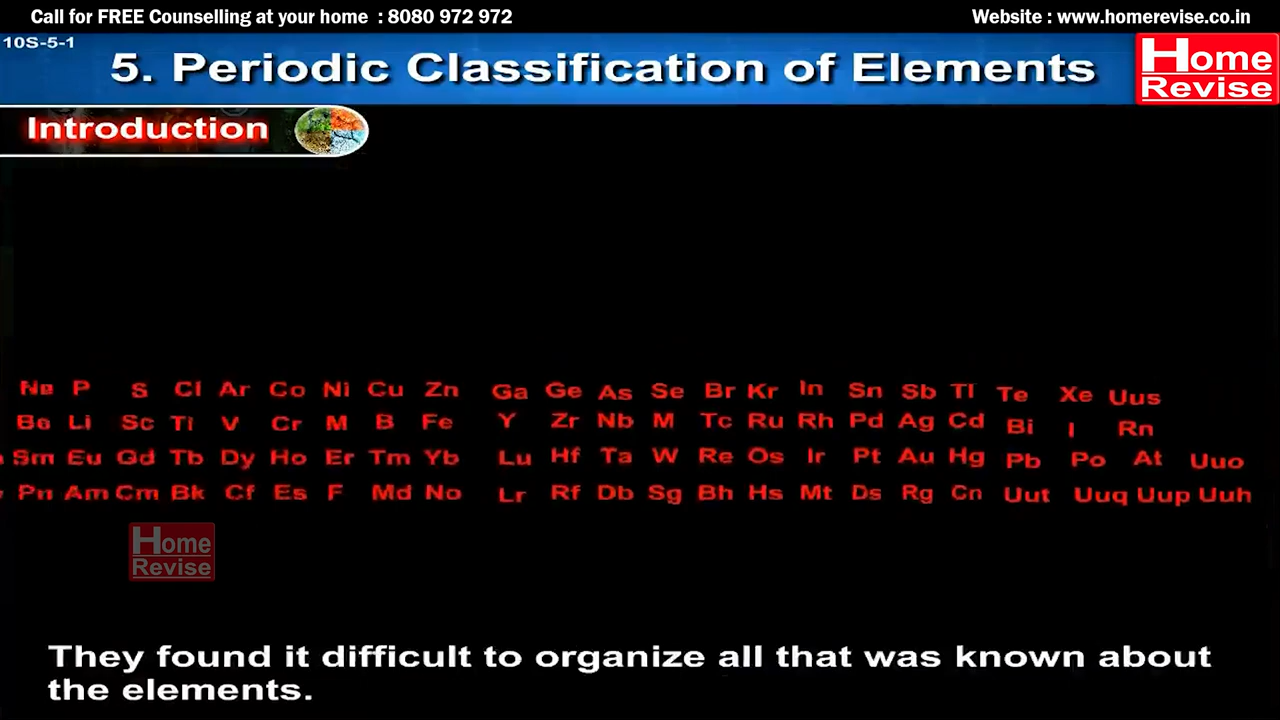 Call for FREE Counselling at your home : 8080 972 972
Website : www.homerevise.co.in
10S-5-1
5. Periodic Classification of Elements
Home
Revise
Introduction
P S Cl Ar Co Ni Cu Zn Ga Ge As Se Br Kr In Sn Sb Tl Te Xe Uus
Li Sc Ti V Cr M B Fe Y Zr Nb M Tc Ru Rh Pd Ag Cd Bi I Rn
Sm Eu Gd Tb Dy Ho Er Tm Yb Lu Hf Ta W Re Os Ir Pt Au Hg Pb Po At Uuo
Pn Am Cm Bk Cf Es F Md No Lr Rf Db Sg Bh Hs Mt Ds Rg Cn Uut Uuq Uup Uuh
Home
Revise
They found it difficult to organize all that was known about
the elements.